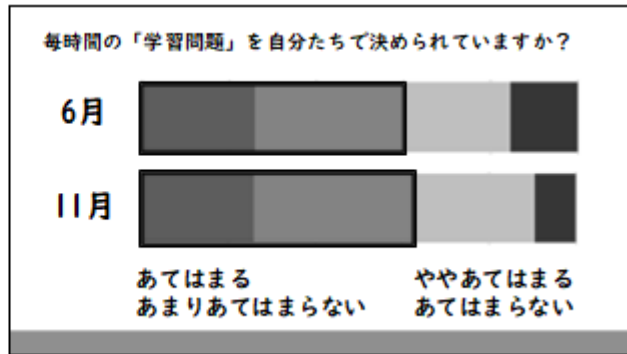 毎時間の「学習問題」を自分たちで決められていますか？
6月
11月
あてはまる
あまりあてはまらない
ややあてはまる
あてはまらない